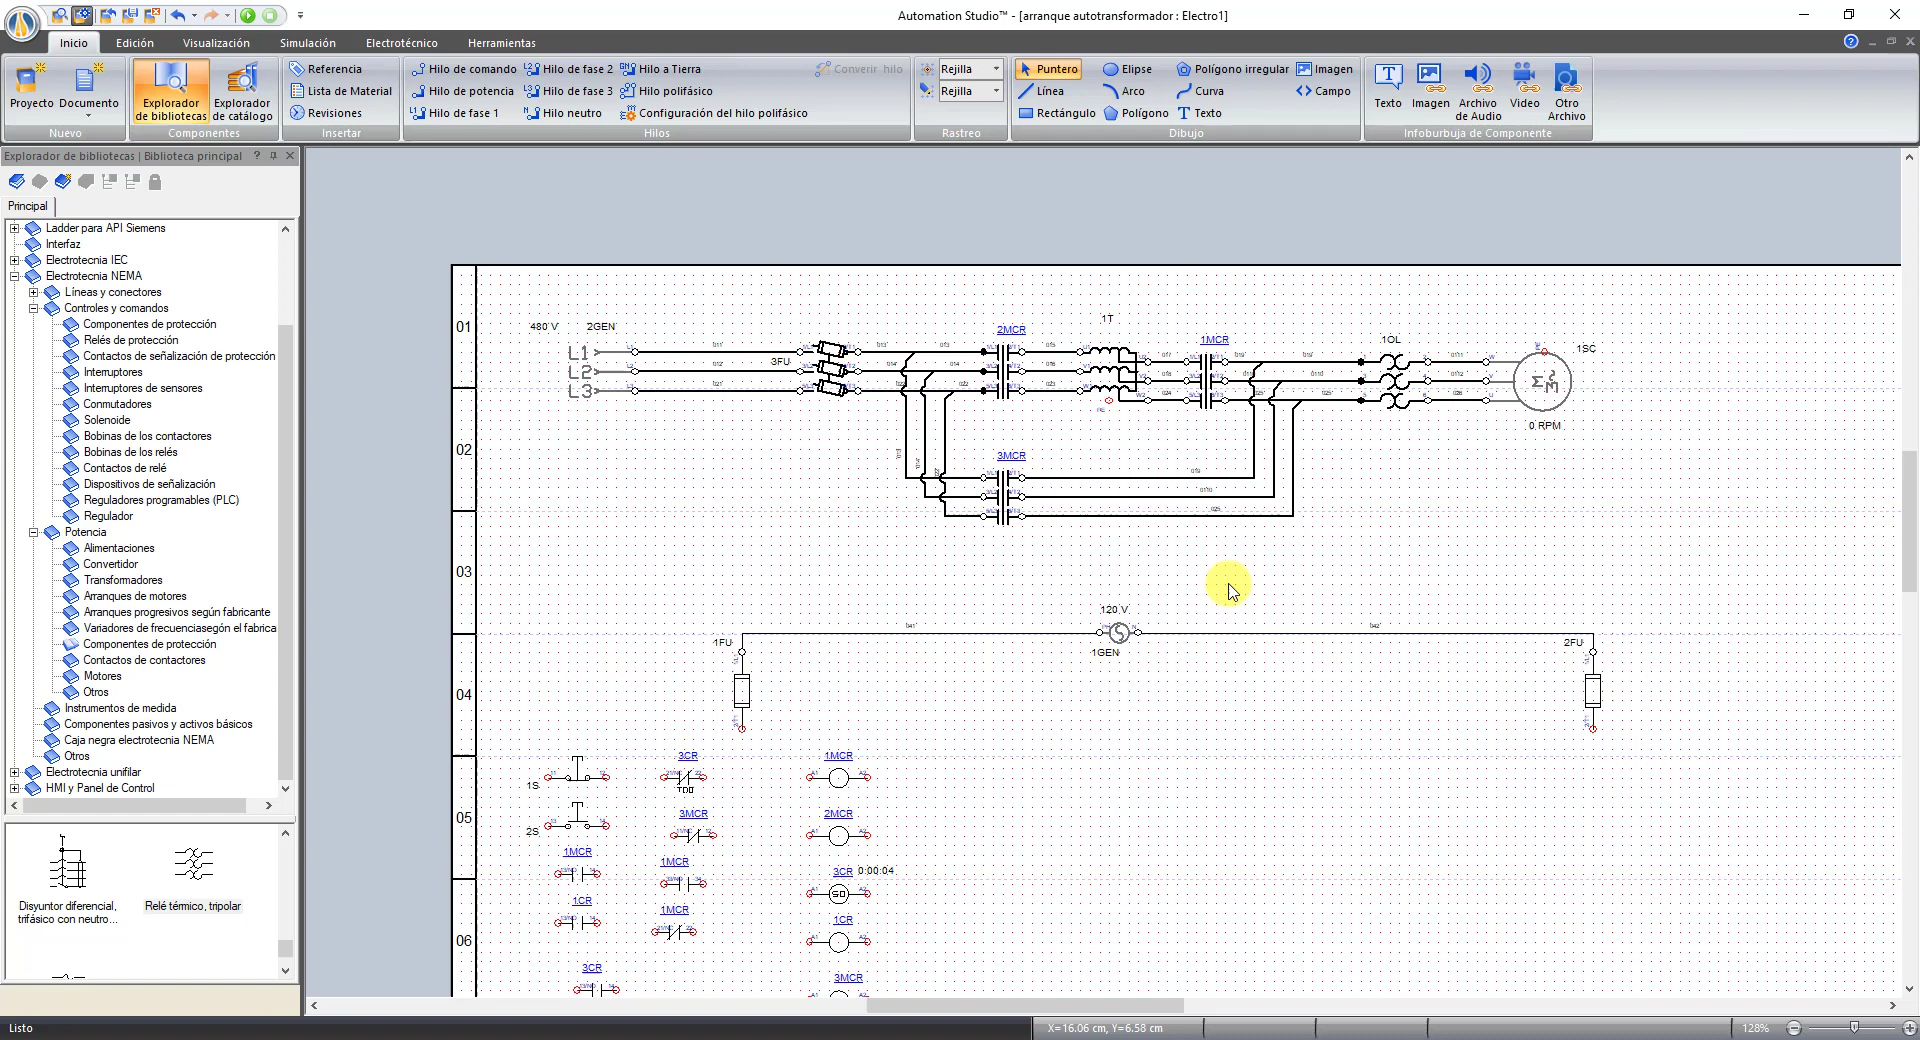 Automation Studio™ - [arranque autotransformador : Electro1]
Inicio
Edición
Visualización
Simulación
Electrotécnico
Herramientas
Proyecto
Documento
Nuevo
Explorador de bibliotecas
Explorador de catálogo
Componentes
Referencia
Lista de Material
Revisiones
Insertar
Hilo de comando
Hilo de potencia
Hilo de fase 1
Hilo de fase 2
Hilo de fase 3
Hilo neutro
Hilo a Tierra
Hilo polifásico
Configuración del hilo polifásico
Convertir hilo
Hilos
Rejilla
Rejilla
Rastreo
Puntero
Línea
Rectángulo
Elipse
Arco
Polígono
Polígono irregular
Curva
Texto
Imagen
Campo
Dibujo
Texto
Imagen
Archivo de Audio
Video
Otro Archivo
Infoburbuja de Componente
Explorador de bibliotecas | Biblioteca principal
Principal
Ladder para API Siemens
Interfaz
Electrotecnia IEC
Electrotecnia NEMA
Líneas y conectores
Controles y comandos
Componentes de protección
Relés de protección
Contactos de señalización de protección
Interruptores
Interruptores de sensores
Conmutadores
Solenoide
Bobinas de los contactores
Bobinas de los relés
Contactos de relé
Dispositivos de señalización
Reguladores programables (PLC)
Regulador
Potencia
Alimentaciones
Convertidor
Transformadores
Arranques de motores
Arranques progresivos según fabricante
Variadores de frecuenciasegón el fabrica
Componentes de protección
Contactos de contactores
Motores
Otros
Instrumentos de medida
Componentes pasivos y activos básicos
Caja negra electrotecnia NEMA
Otros
Electrotecnia unifilar
HMI y Panel de Control
Disyuntor diferencial, trifásico con neutro...
Relé térmico, tripolar
01
02
03
04
05
06
480 V
2GEN
L1
L2
L3
3FU
2MCR
1T
1MCR
1OL
1SC
0 RPM
3MCR
120 V
1GEN
1FU
2FU
1S
2S
3CR
TDO
3MCR
1MCR
1MCR
1CR
1MCR
3CR
1MCR
2MCR
3CR 0:00:04
SO
1CR
3MCR
Listo
X=16.06 cm, Y=6.58 cm
128%